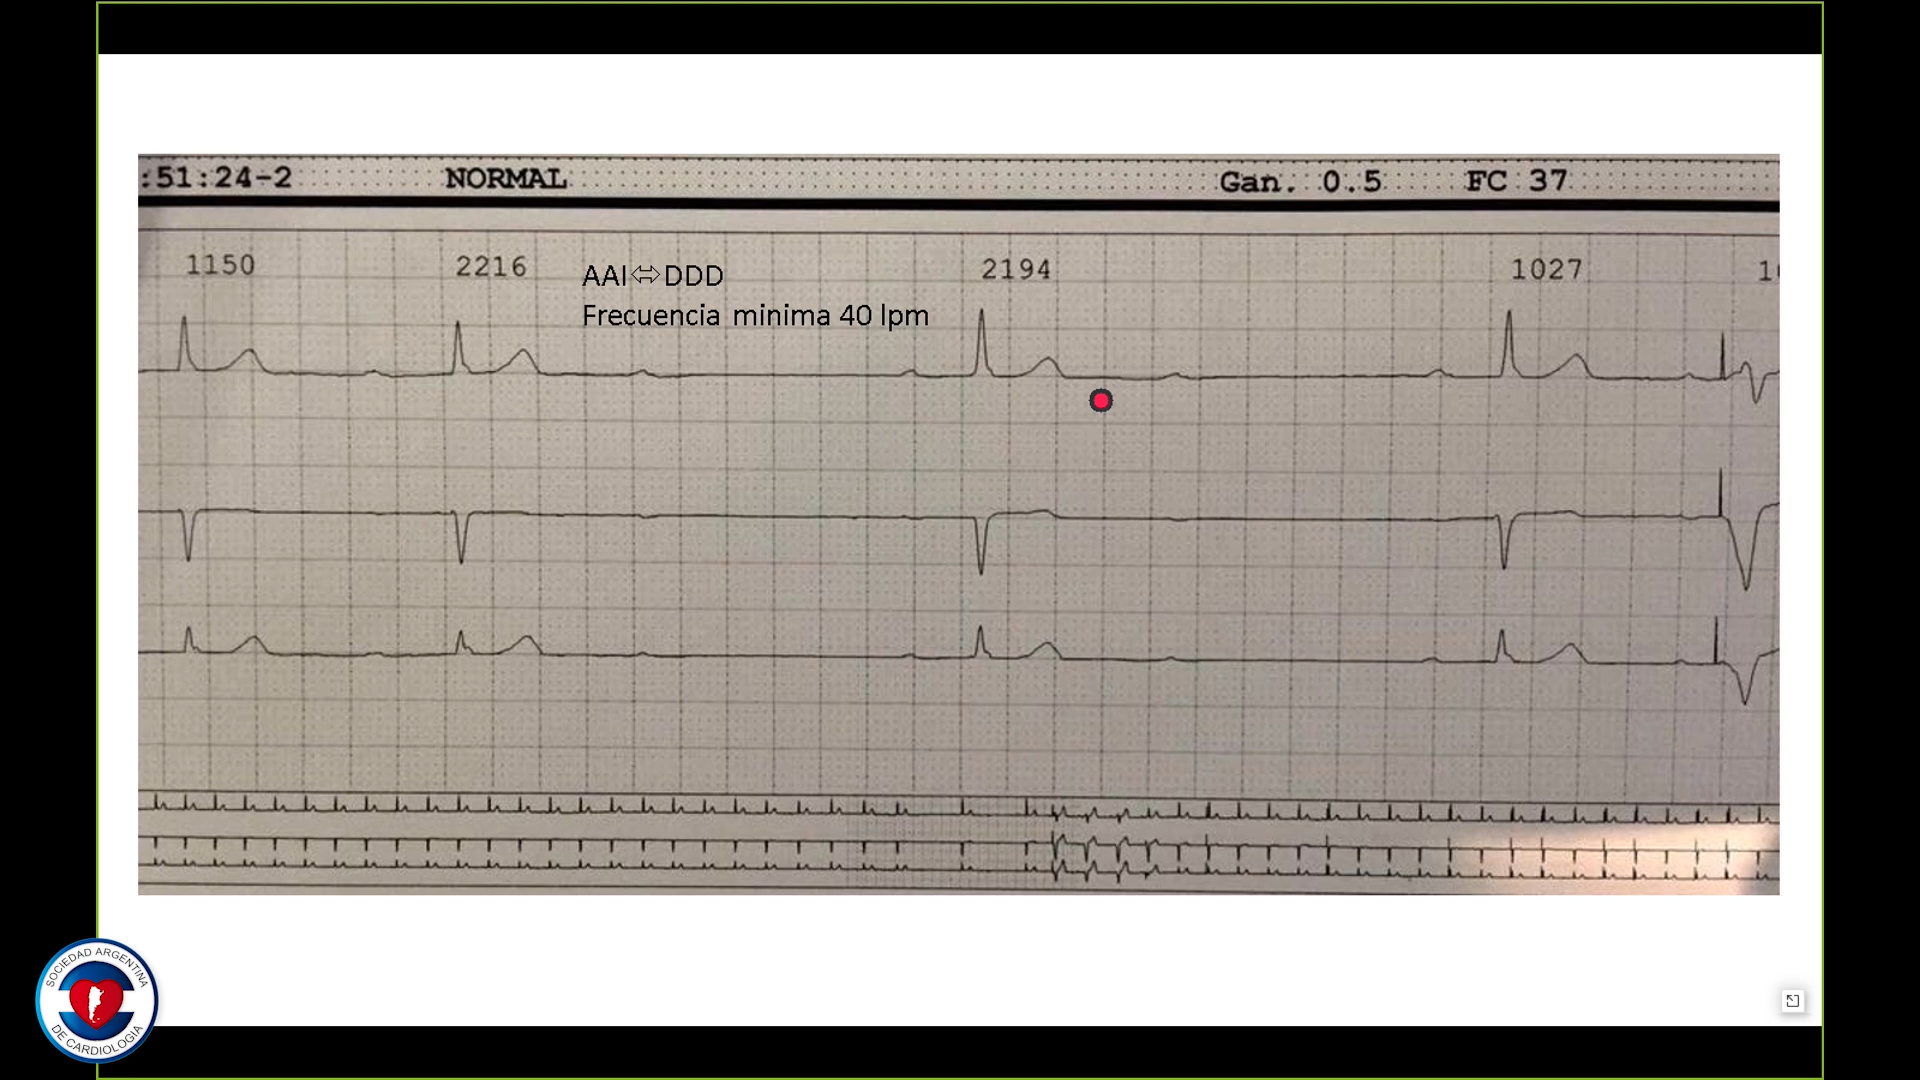 :51:24-2 NORMAL Gan. 0.5 FC 37
1150 2216 2194 1027
AAI⇔DDD
Frecuencia minima 40 lpm
SOCIEDAD ARGENTINA
DE CARDIOLOGIA